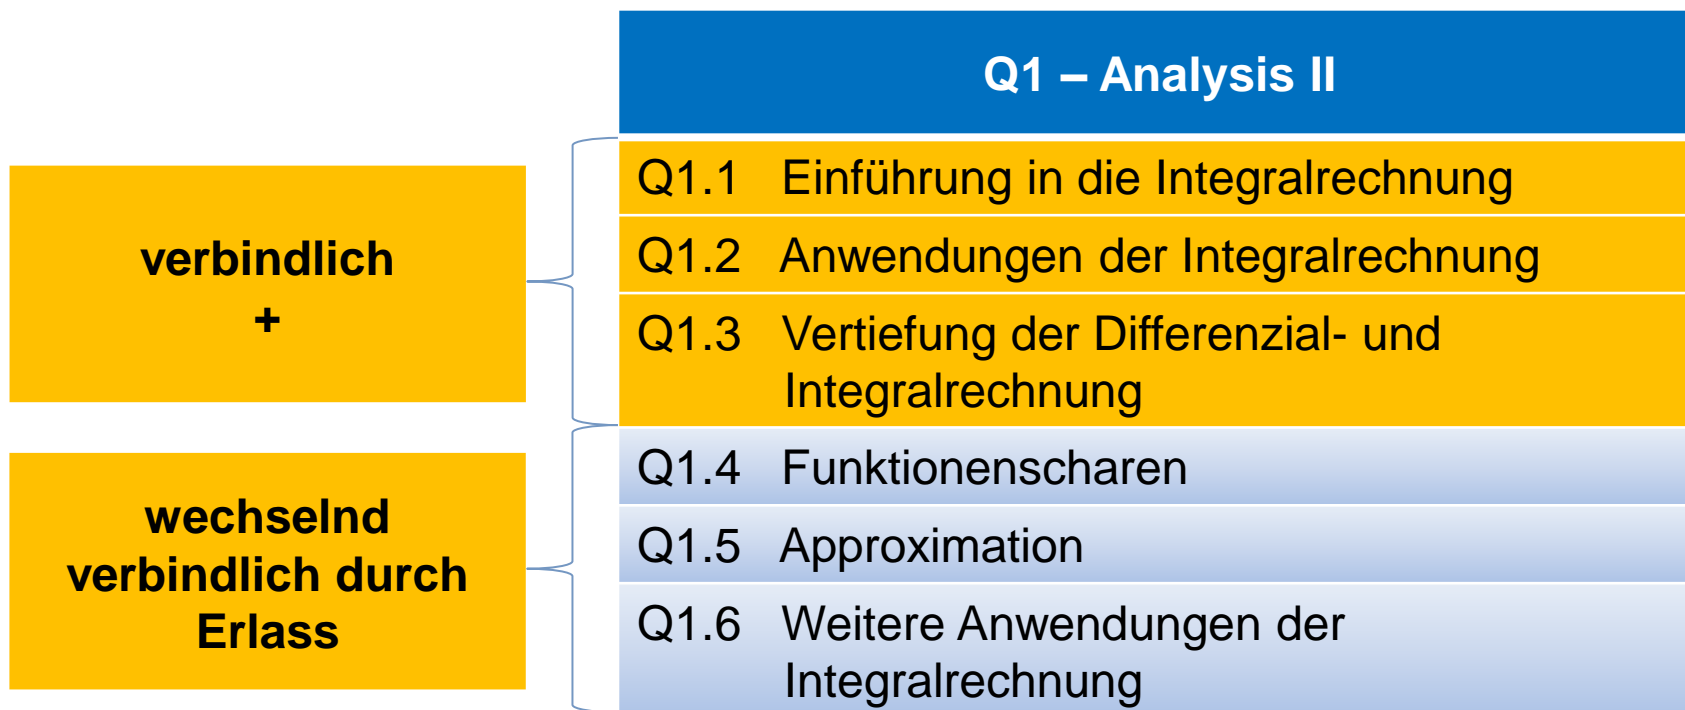 Q1 – Analysis II
verbindlich
+
Q1.1 Einführung in die Integralrechnung
Q1.2 Anwendungen der Integralrechnung
Q1.3 Vertiefung der Differenzial- und
Integralrechnung
wechselnd
verbindlich durch
Erlass
Q1.4 Funktionenscharen
Q1.5 Approximation
Q1.6 Weitere Anwendungen der
Integralrechnung